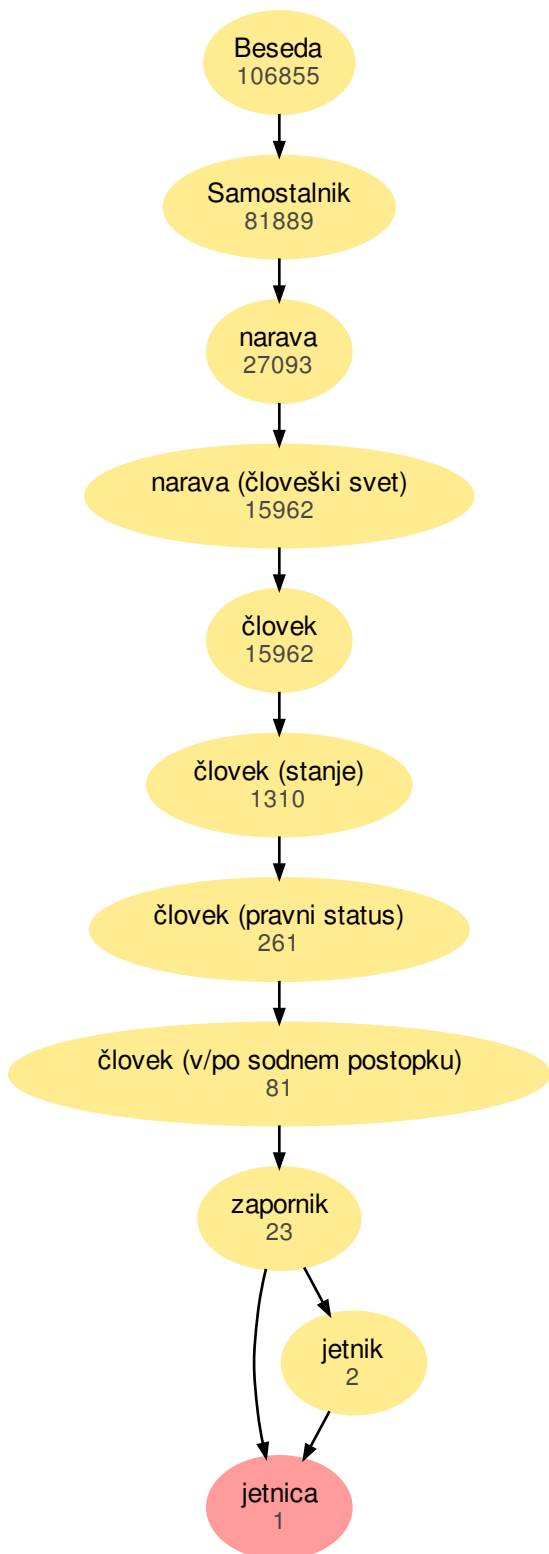 Beseda
106855
Samostalnik
81889
narava
27093
narava (človeški svet)
15962
človek
15962
človek (stanje)
1310
človek (pravni status)
261
človek (v/po sodnem postopku)
81
zapornik
23
jetnik
2
jetnica
1